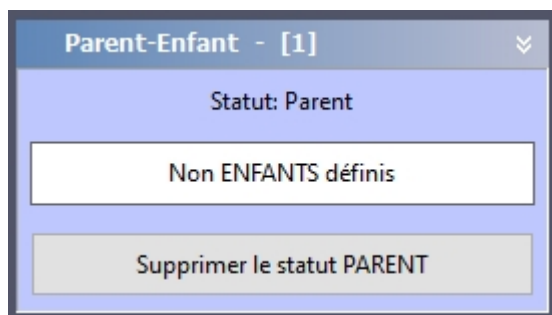 Parent-Enfant - [1]
Statut: Parent
Non ENFANTS définis
Supprimer le statut PARENT